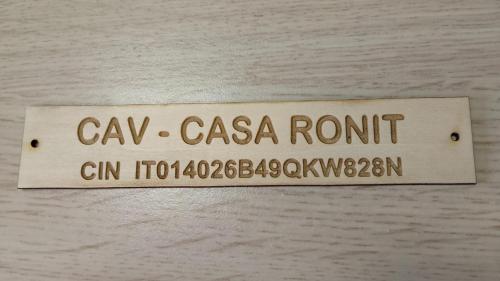 CAV - CASA RONIT
CIN IT014026B49QKW828N